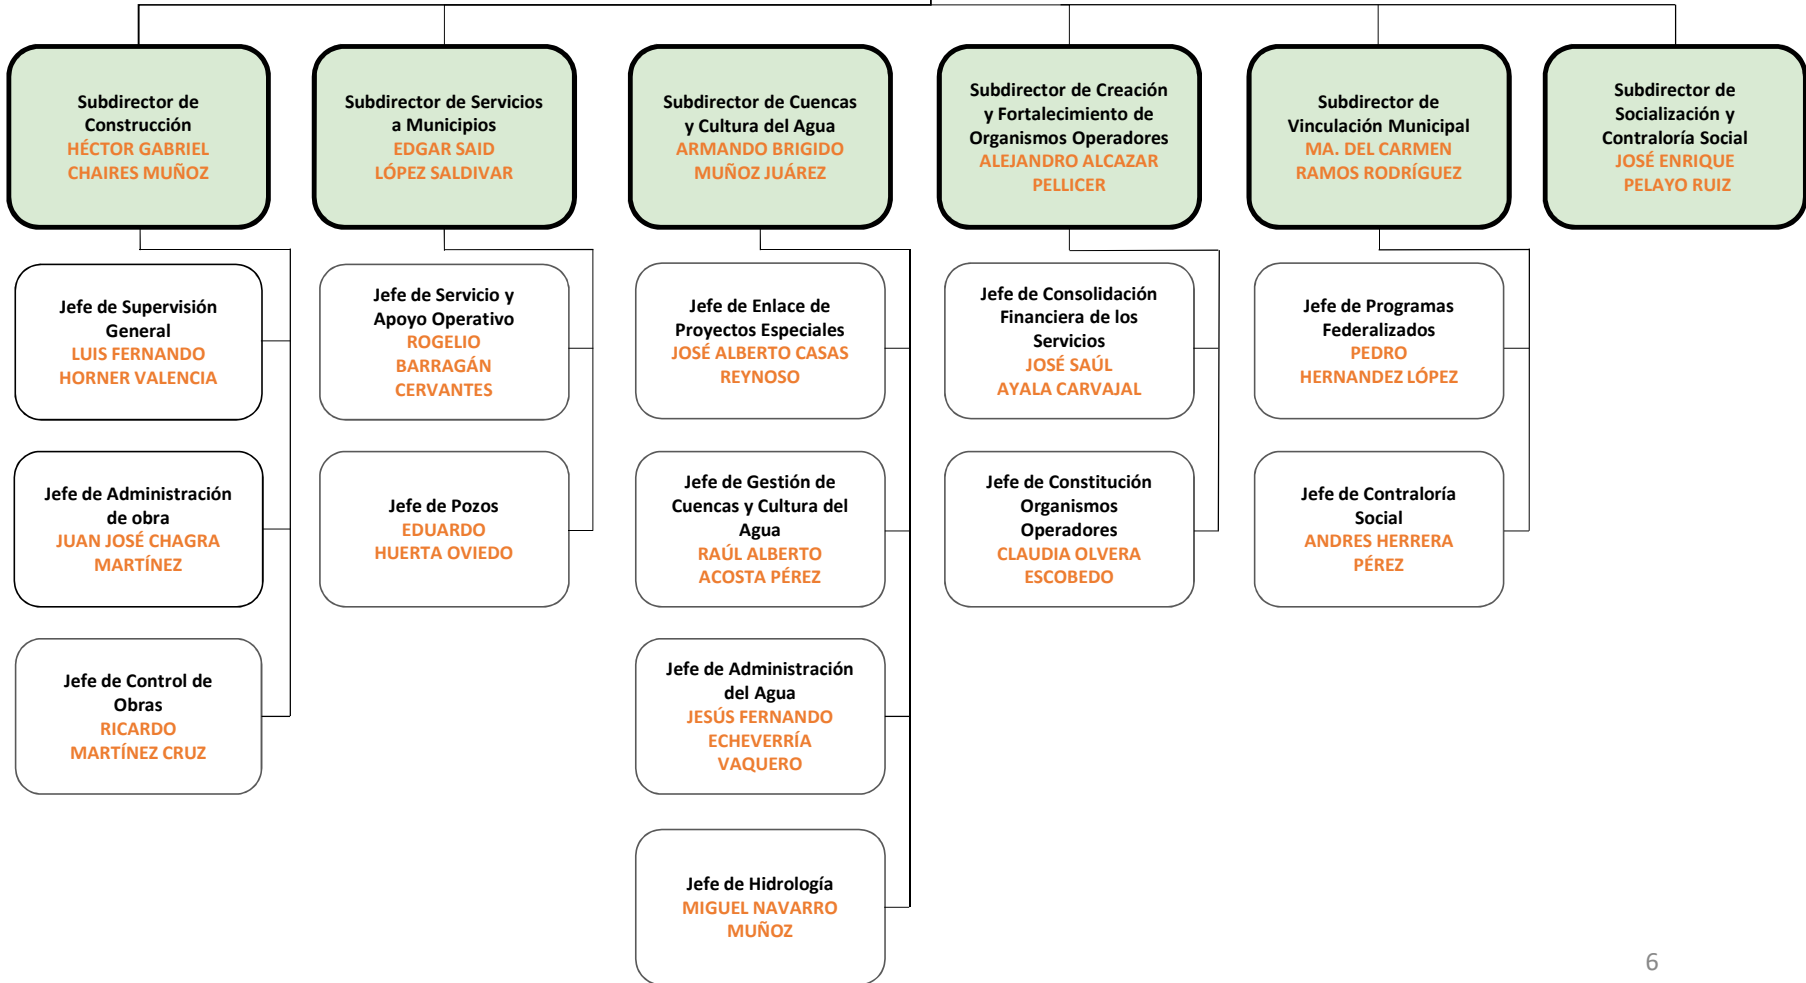 Subdirector de
Construcción
HÉCTOR GABRIEL
CHAIRES MUÑOZ
Subdirector de Servicios
a Municipios
EDGAR SAID
LÓPEZ SALDIVAR
Subdirector de Cuencas
y Cultura del Agua
ARMANDO BRIGIDO
MUÑOZ JUÁREZ
Subdirector de Creación
y Fortalecimiento de
Organismos Operadores
ALEJANDRO ALCAZAR
PELLICER
Subdirector de
Vinculación Municipal
MA. DEL CARMEN
RAMOS RODRÍGUEZ
Subdirector de
Socialización y
Contraloría Social
JOSÉ ENRIQUE
PELAYO RUIZ
Jefe de Supervisión
General
LUIS FERNANDO
HORNER VALENCIA
Jefe de Servicio y
Apoyo Operativo
ROGELIO
BARRAGÁN
CERVANTES
Jefe de Enlace de
Proyectos Especiales
JOSÉ ALBERTO CASAS
REYNOSO
Jefe de Consolidación
Financiera de los
Servicios
JOSÉ SAÚL
AYALA CARVAJAL
Jefe de Programas
Federalizados
PEDRO
HERNANDEZ LÓPEZ
Jefe de Administración
de obra
JUAN JOSÉ CHAGRA
MARTÍNEZ
Jefe de Pozos
EDUARDO
HUERTA OVIEDO
Jefe de Gestión de
Cuencas y Cultura del
Agua
RAÚL ALBERTO
ACOSTA PÉREZ
Jefe de Constitución
Organismos
Operadores
CLAUDIA OLVERA
ESCOBEDO
Jefe de Contraloría
Social
ANDRES HERRERA
PÉREZ
Jefe de Control de
Obras
RICARDO
MARTÍNEZ CRUZ
Jefe de Administración
del Agua
JESÚS FERNANDO
ECHEVERRÍA
VAQUERO
Jefe de Hidrología
MIGUEL NAVARRO
MUÑOZ
6